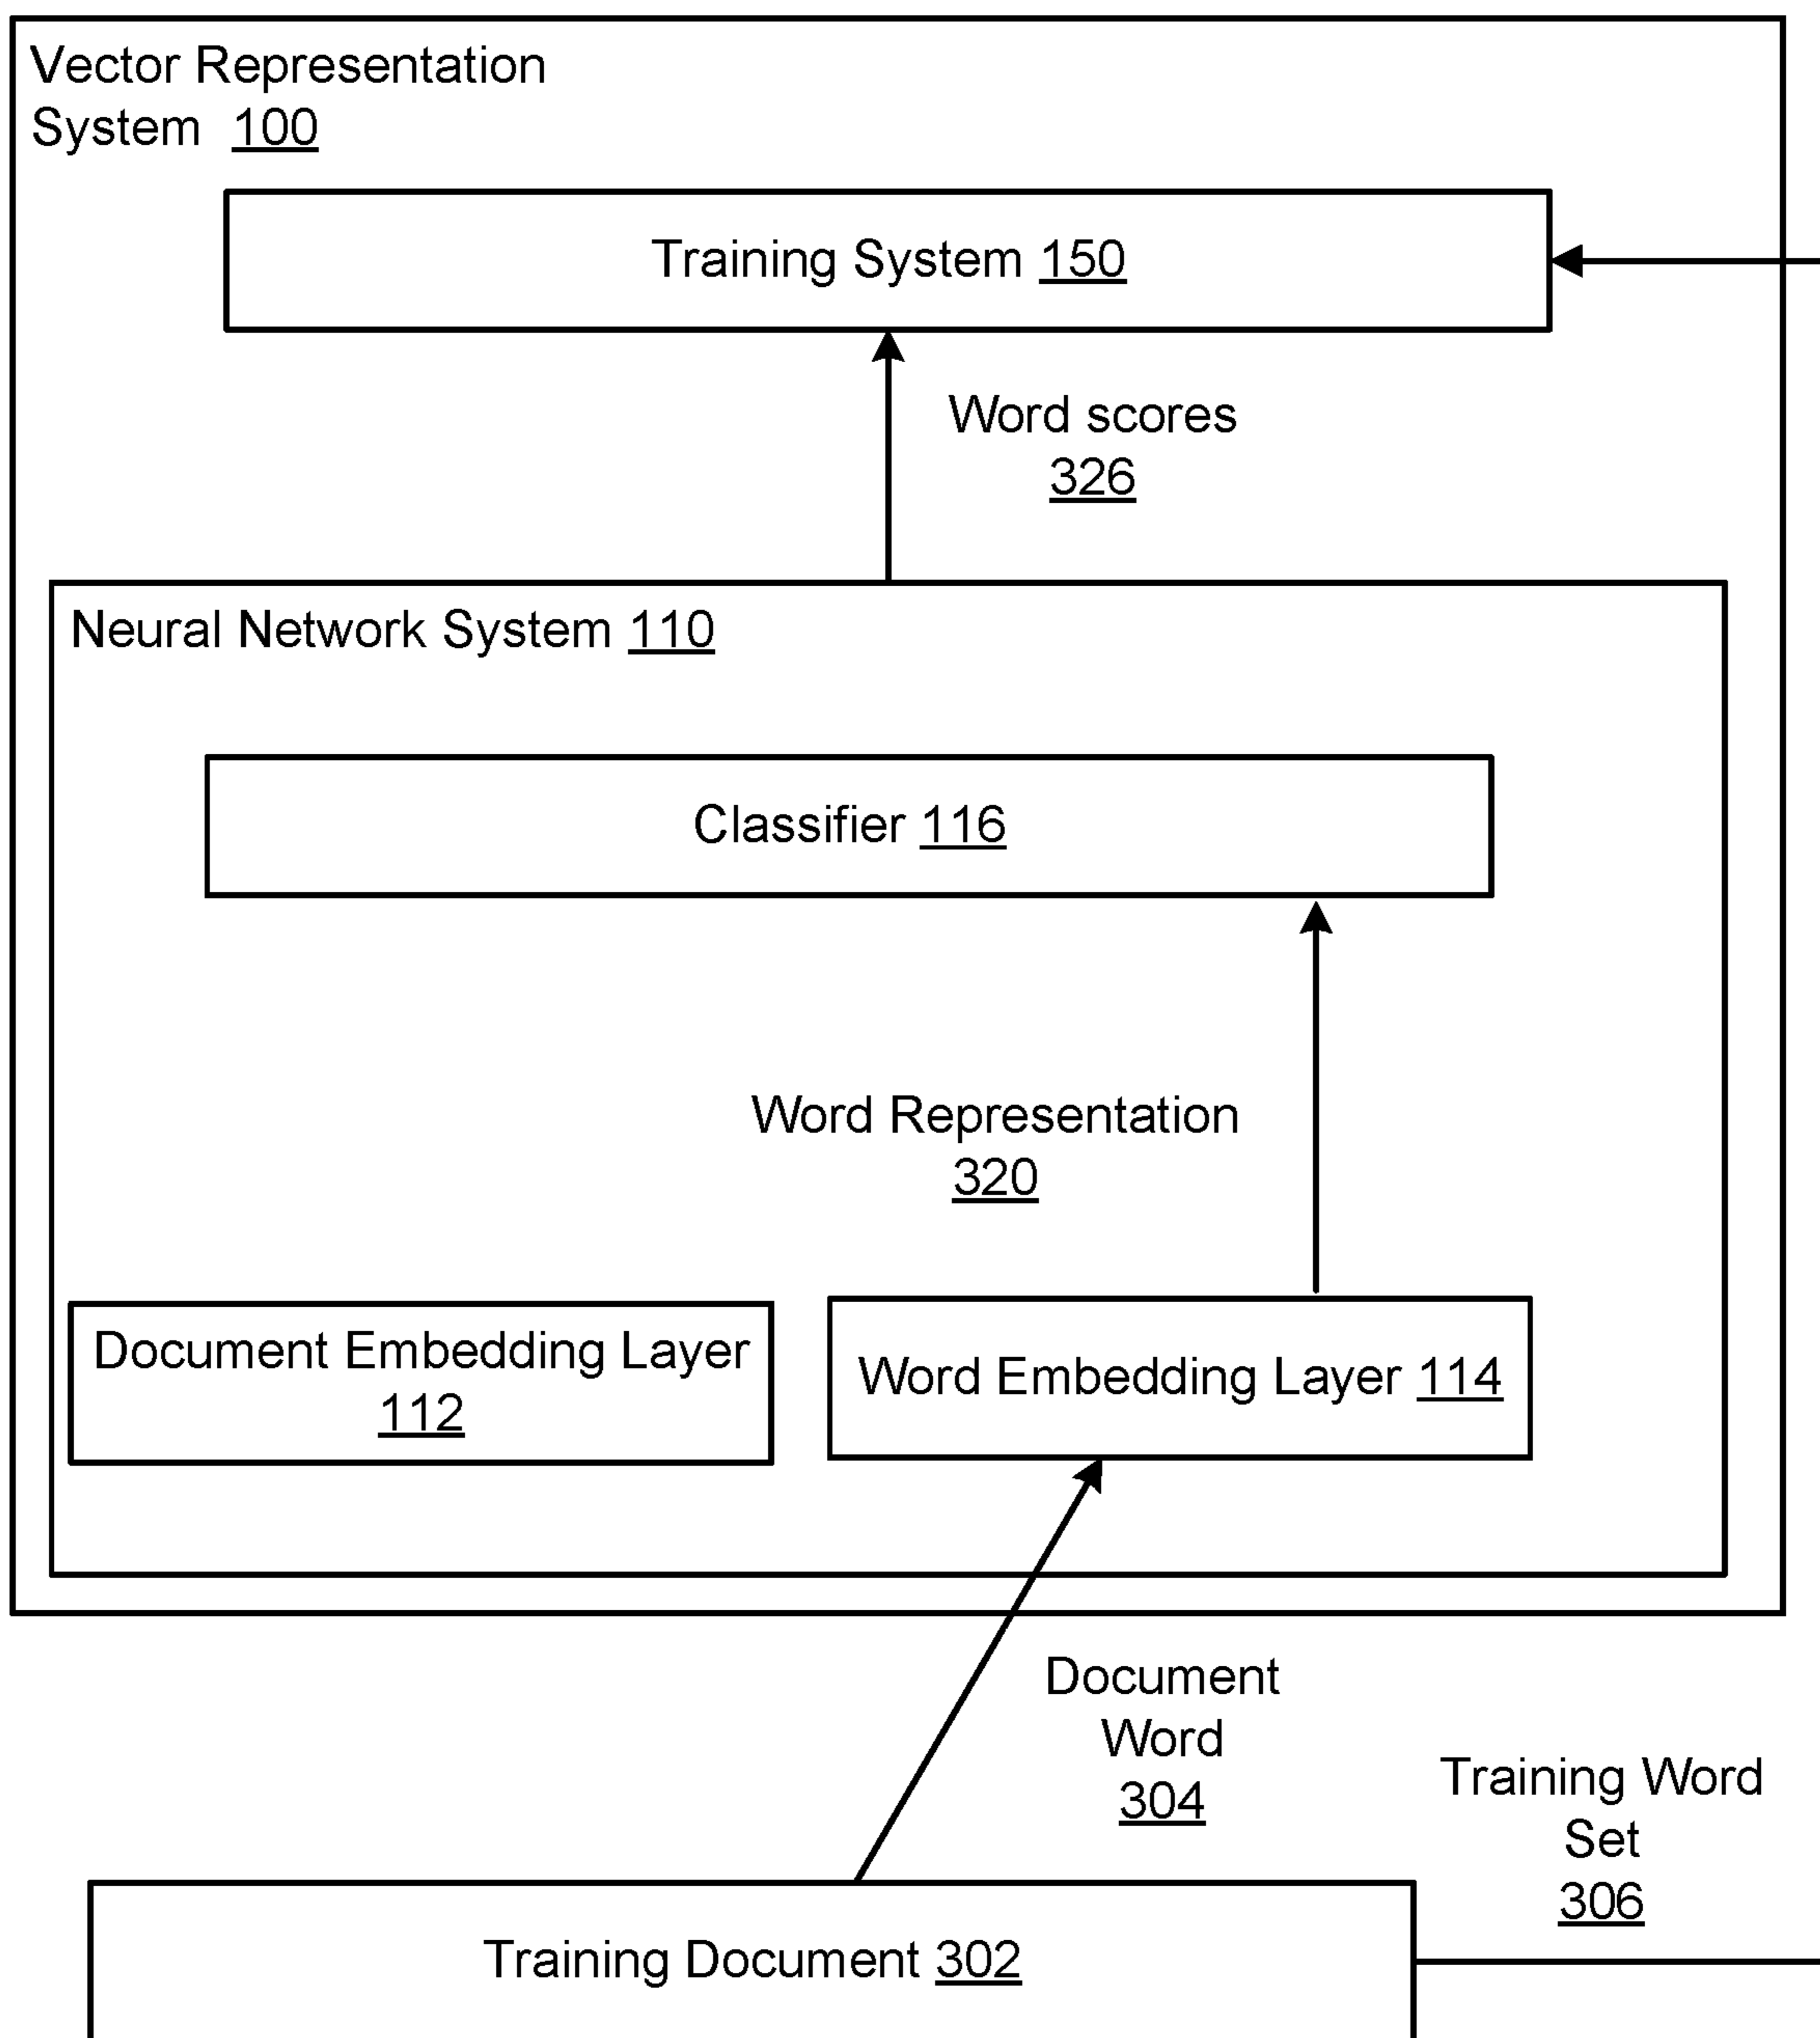 Vector Representation
System 100
Training System 150
Word scores
326
Neural Network System 110
Classifier 116
Word Representation
320
Document Embedding Layer
112
Word Embedding Layer 114
Document
Word
304
Training Word
Set
306
Training Document 302